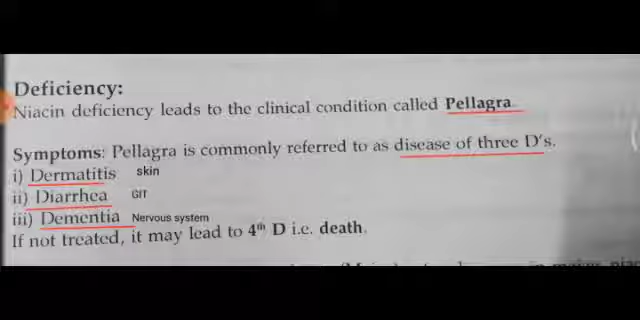 Deficiency:
Niacin deficiency leads to the clinical condition called Pellagra.
Symptoms: Pellagra is commonly referred to as disease of three D's.
i) Dermatitis skin
ii) Diarrhea GIT
iii) Dementia Nervous system
If not treated, it may lead to 4th D i.e. death.